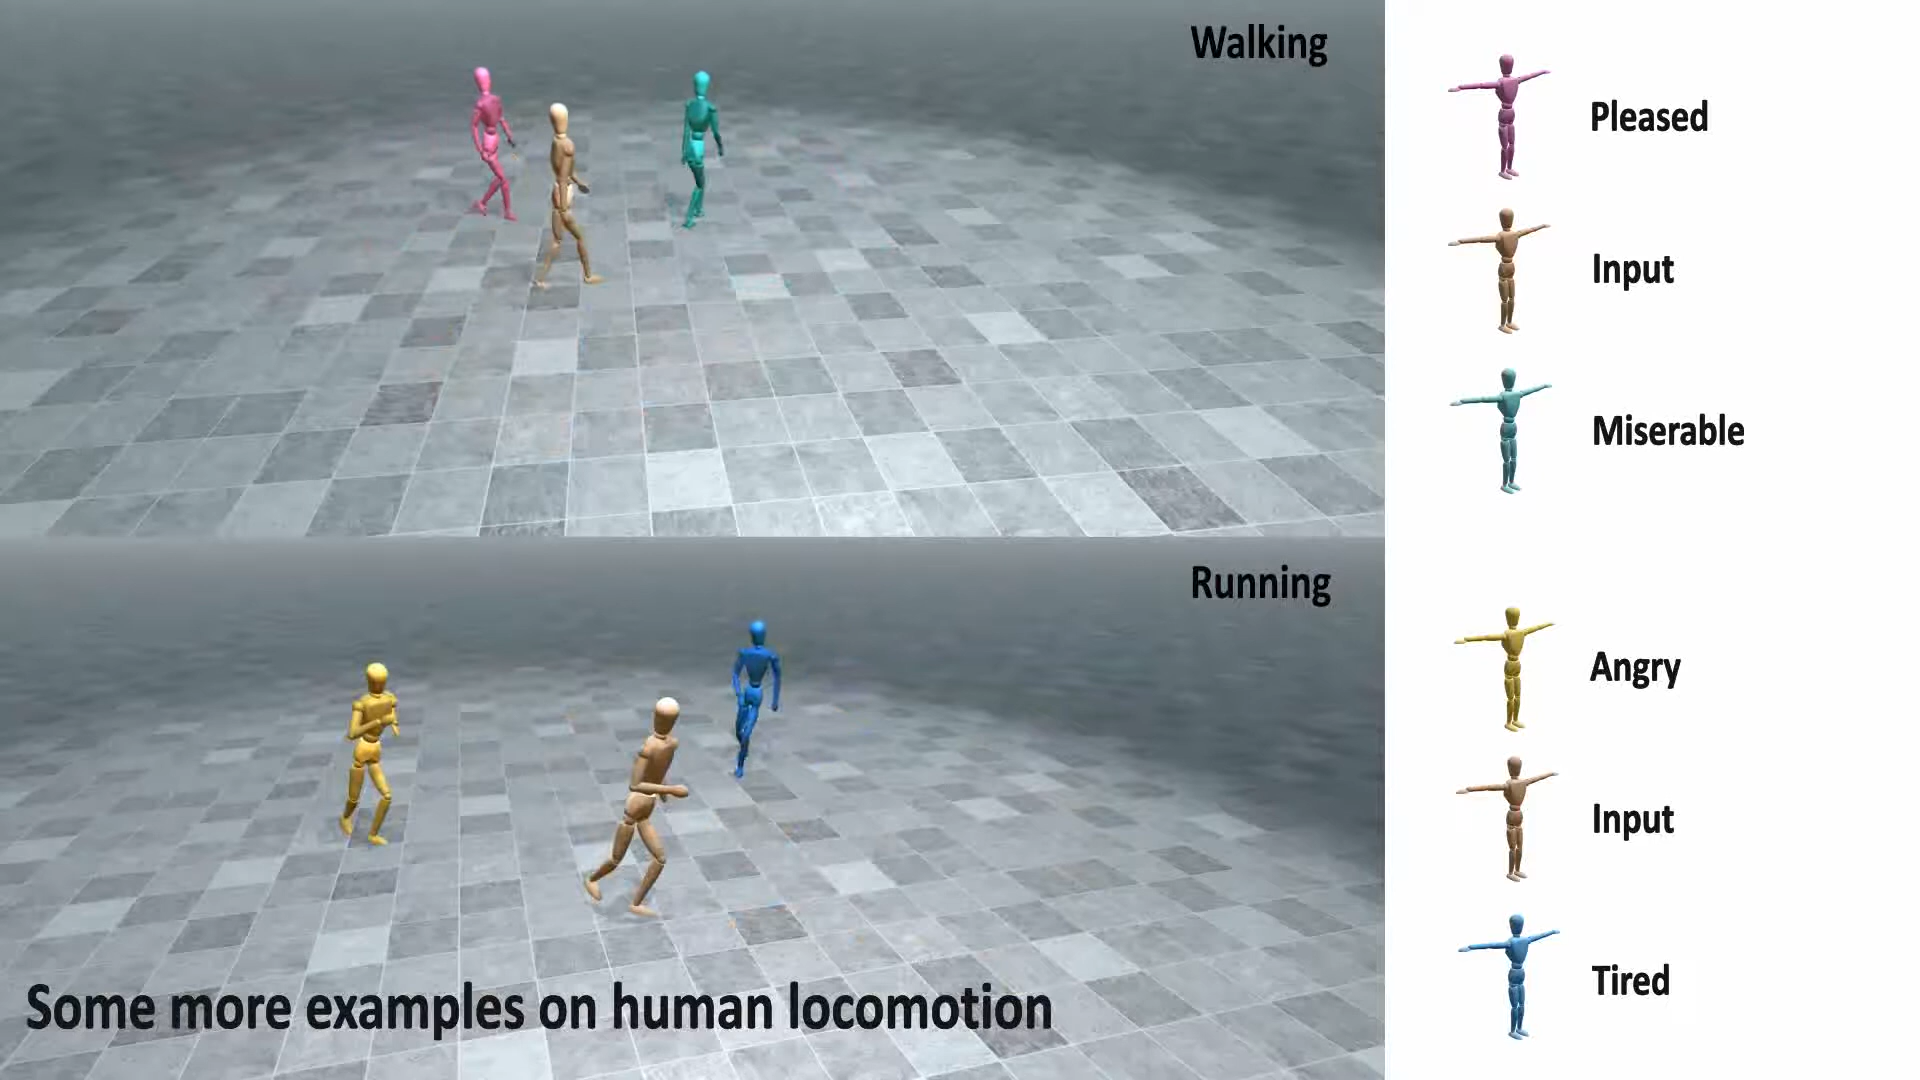 Walking
Pleased
Input
Miserable
Running
Angry
Input
Tired
Some more examples on human locomotion